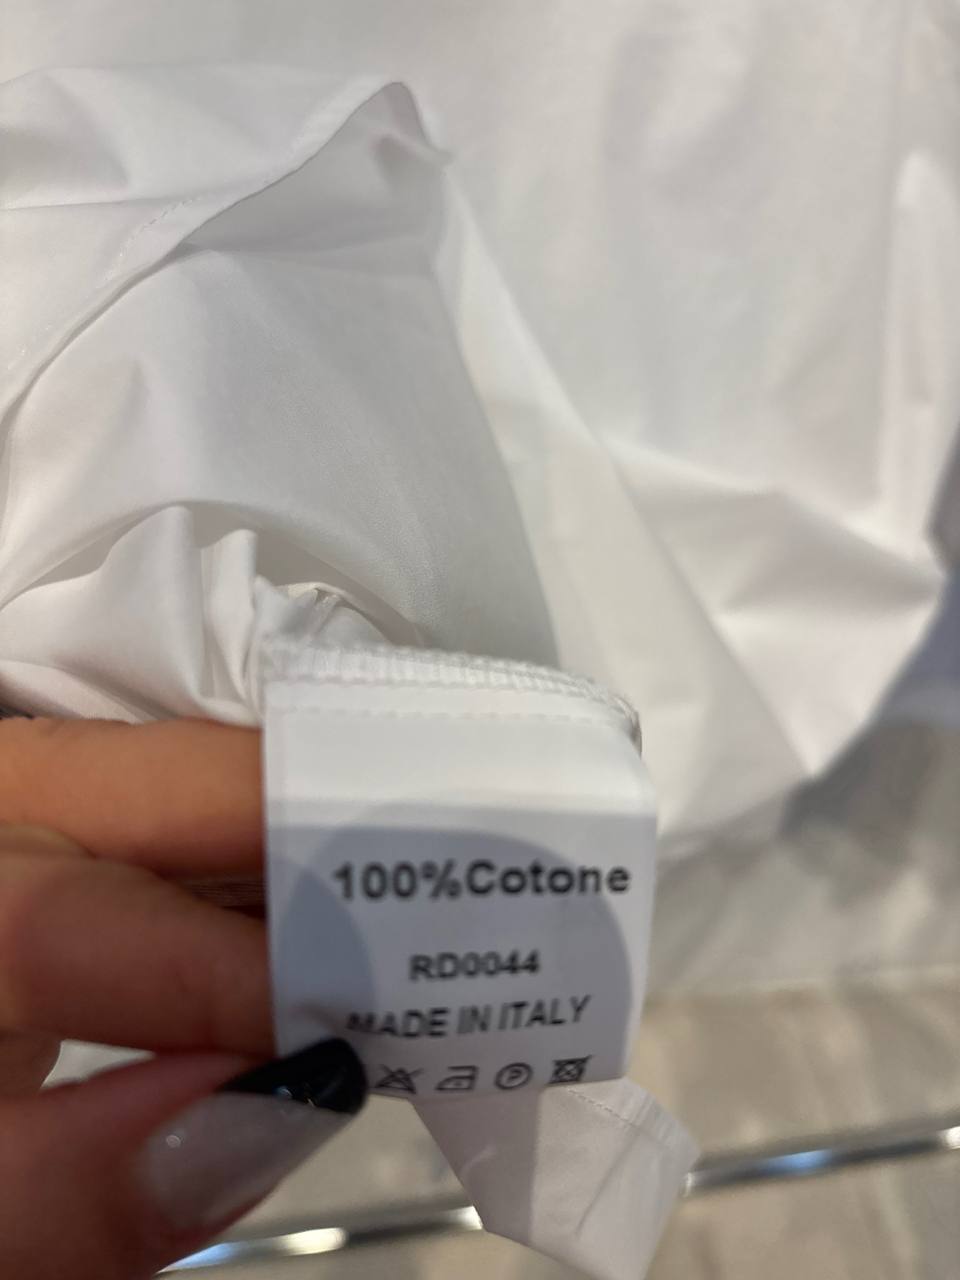 100%Cotone
RD0044
MADE IN ITALY
P